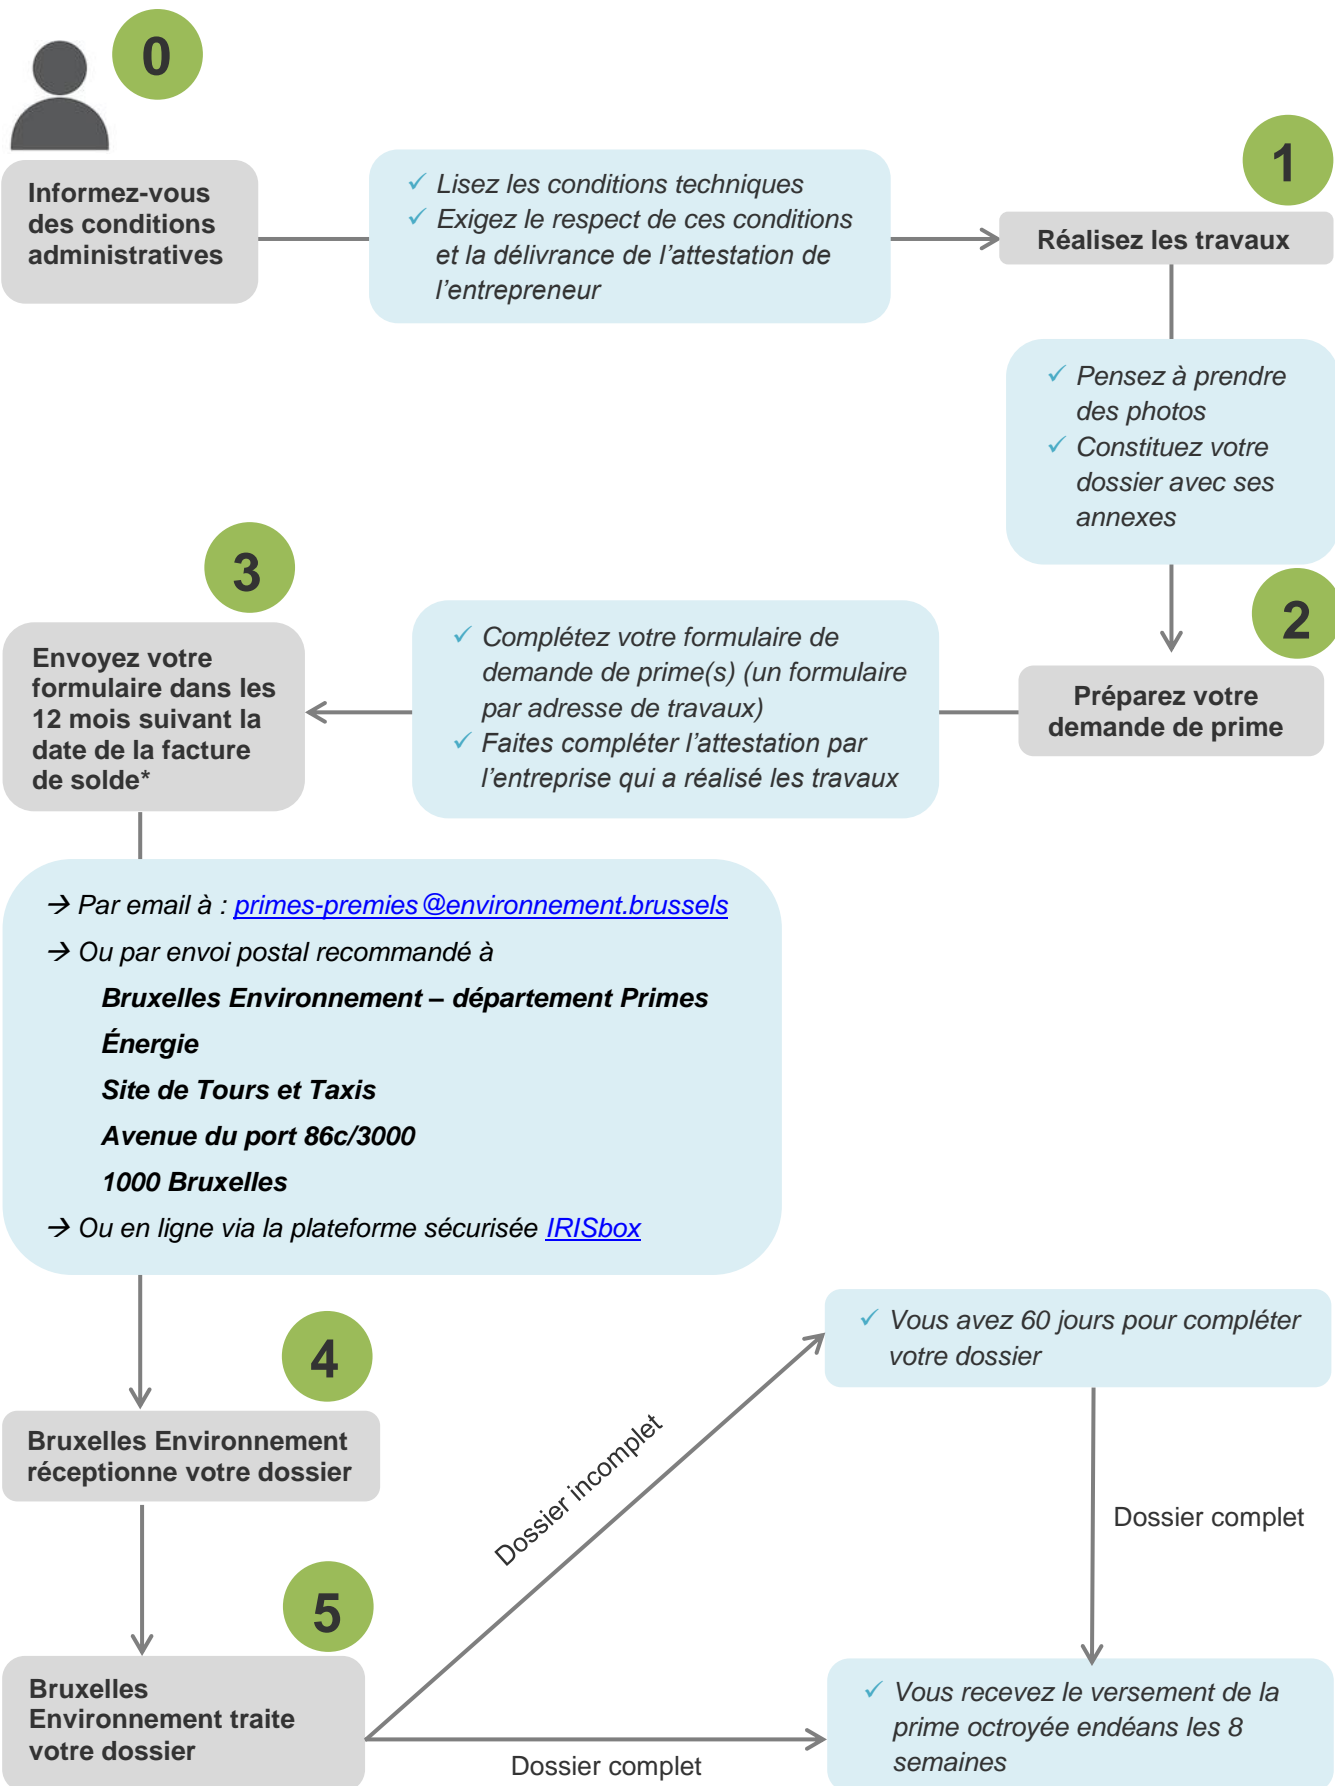 0
Informez-vous
des conditions
administratives
✓ Lisez les conditions techniques
✓ Exigez le respect de ces conditions
et la délivrance de l'attestation de
l'entrepreneur
1
Réalisez les travaux
✓ Pensez à prendre
des photos
✓ Constituez votre
dossier avec ses
annexes
2
Préparez votre
demande de prime
✓ Complétez votre formulaire de
demande de prime(s) (un formulaire
par adresse de travaux)
✓ Faites compléter l'attestation par
l'entreprise qui a réalisé les travaux
3
Envoyez votre
formulaire dans les
12 mois suivant la
date de la facture
de solde*
→ Par email à : primes-premies@environnement.brussels
→ Ou par envoi postal recommandé à
Bruxelles Environnement – département Primes
Énergie
Site de Tours et Taxis
Avenue du port 86c/3000
1000 Bruxelles
→ Ou en ligne via la plateforme sécurisée IRISbox
4
Bruxelles Environnement
réceptionne votre dossier
5
Bruxelles
Environnement traite
votre dossier
Dossier incomplet
✓ Vous avez 60 jours pour compléter
votre dossier
Dossier complet
Dossier complet
✓ Vous recevez le versement de la
prime octroyée endéans les 8
semaines